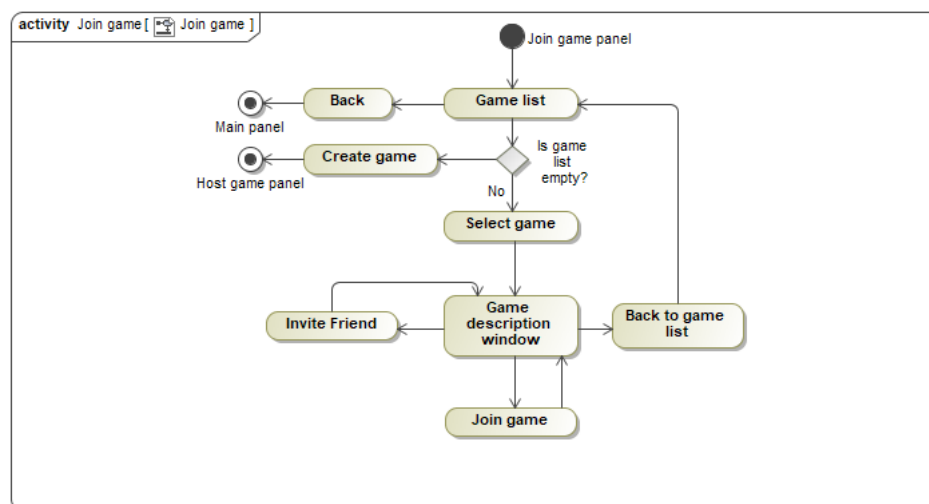 activity Join game [ Join game ]
Join game panel
Back
Game list
Main panel
Is game
list
empty?
Create game
Host game panel
No
Select game
Game
description
window
Invite Friend
Back to game
list
Join game